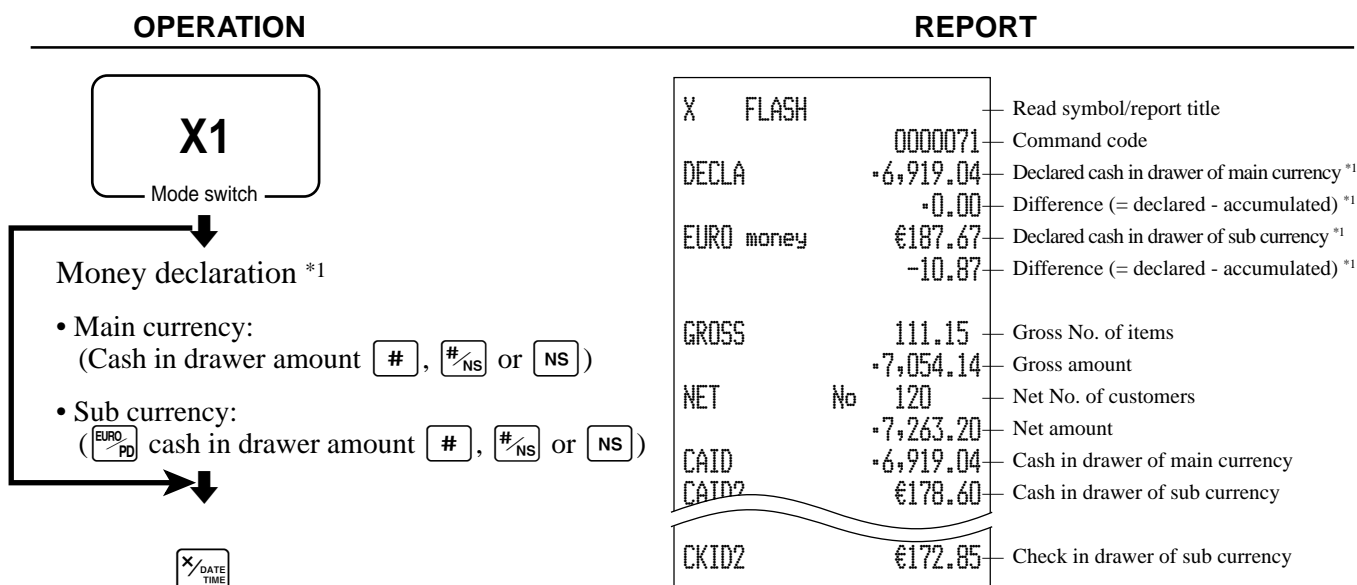 OPERATION
REPORT
X1
Mode switch
Money declaration *1
• Main currency:
(Cash in drawer amount #, #/NS or NS)
• Sub currency:
(EURO/PD cash in drawer amount #, #/NS or NS)
×/DATE TIME
X FLASH — Read symbol/report title
0000071 — Command code
DECLA •6,919.04 — Declared cash in drawer of main currency *1
•0.00 — Difference (= declared - accumulated) *1
EURO money €187.67 — Declared cash in drawer of sub currency *1
-10.87 — Difference (= declared - accumulated) *1
GROSS 111.15 — Gross No. of items
•7,054.14 — Gross amount
NET No 120 — Net No. of customers
•7,263.20 — Net amount
CAID •6,919.04 — Cash in drawer of main currency
CAID2 €178.60 — Cash in drawer of sub currency
CKID2 €172.85 — Check in drawer of sub currency